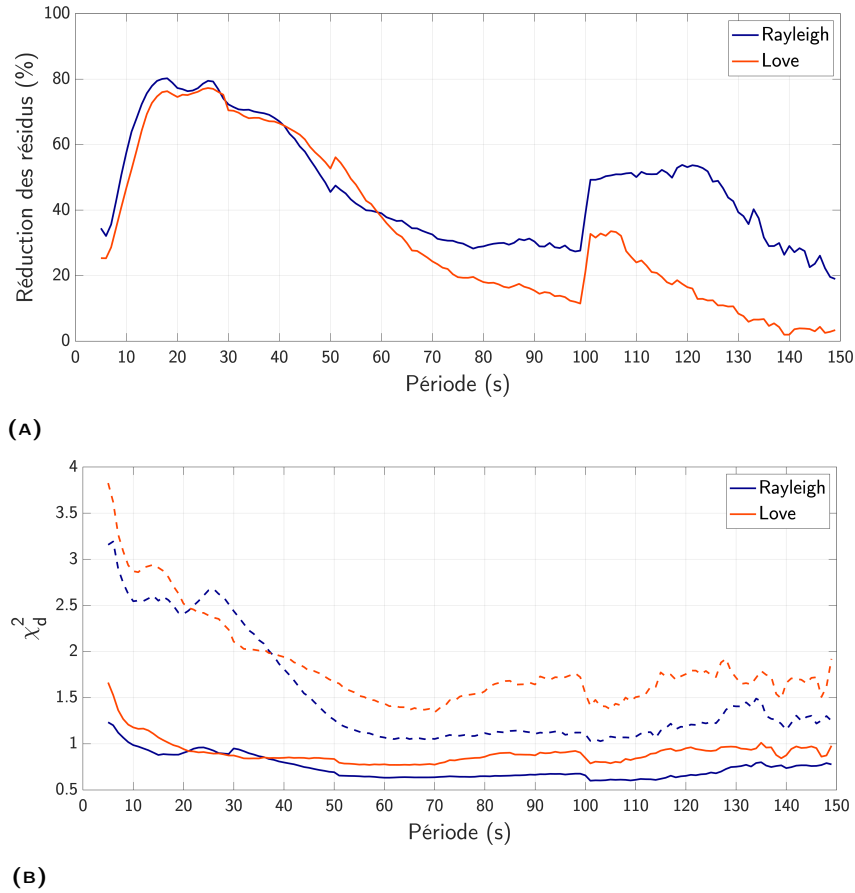 100
80
60
40
20
0
Réduction des résidus (%)
Rayleigh
Love
0 10 20 30 40 50 60 70 80 90 100 110 120 130 140 150
Période (s)
(A)
4
3.5
3
2.5
2
1.5
1
0.5
χ²d
Rayleigh
Love
0 10 20 30 40 50 60 70 80 90 100 110 120 130 140 150
Période (s)
(B)